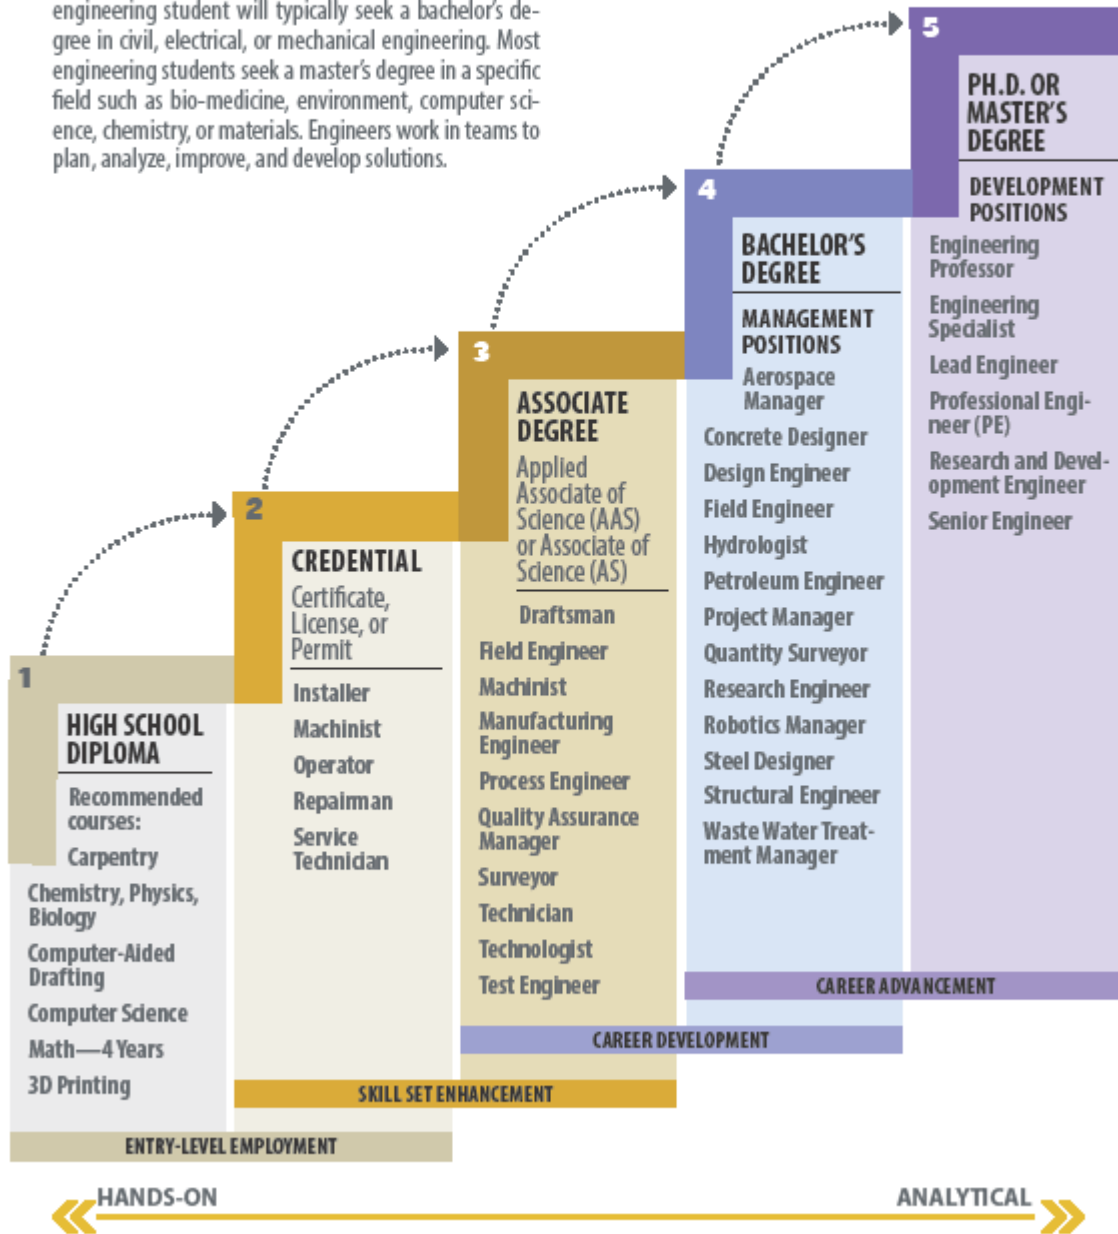 engineering student will typically seek a bachelor's de-
gree in civil, electrical, or mechanical engineering. Most
engineering students seek a master's degree in a specific
field such as bio-medicine, environment, computer sci-
ence, chemistry, or materials. Engineers work in teams to
plan, analyze, improve, and develop solutions.
1
HIGH SCHOOL
DIPLOMA
Recommended
courses:
Carpentry
Chemistry, Physics,
Biology
Computer-Aided
Drafting
Computer Science
Math—4 Years
3D Printing
2
CREDENTIAL
Certificate,
License, or
Permit
Installer
Machinist
Operator
Repairman
Service
Technician
3
ASSOCIATE
DEGREE
Applied
Associate of
Science (AAS)
or Associate of
Science (AS)
Draftsman
Field Engineer
Machinist
Manufacturing
Engineer
Process Engineer
Quality Assurance
Manager
Surveyor
Technician
Technologist
Test Engineer
4
BACHELOR'S
DEGREE
MANAGEMENT
POSITIONS
Aerospace
Manager
Concrete Designer
Design Engineer
Field Engineer
Hydrologist
Petroleum Engineer
Project Manager
Quantity Surveyor
Research Engineer
Robotics Manager
Steel Designer
Structural Engineer
Waste Water Treat-
ment Manager
5
PH.D. OR
MASTER'S
DEGREE
DEVELOPMENT
POSITIONS
Engineering
Professor
Engineering
Specialist
Lead Engineer
Professional Engi-
neer (PE)
Research and Devel-
opment Engineer
Senior Engineer
CAREER ADVANCEMENT
CAREER DEVELOPMENT
SKILL SET ENHANCEMENT
ENTRY-LEVEL EMPLOYMENT
HANDS-ON
ANALYTICAL